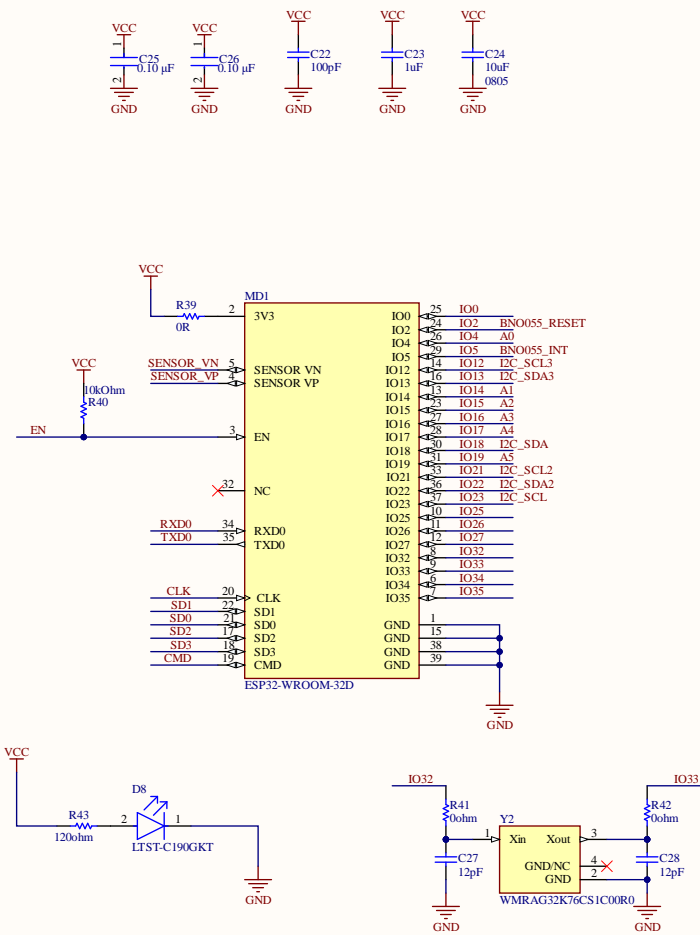 VCC VCC VCC VCC VCC
1 C25 0.10 µF 2 GND
1 C26 0.10 µF 2 GND
C22 100pF GND
C23 1uF GND
C24 10uF 0805 GND
VCC
MD1
R39 0R 2 3V3
SENSOR_VN 5 SENSOR VN
SENSOR_VP 4 SENSOR VP
VCC
10kOhm
R40
EN 3 EN
32 NC
RXD0 34 RXD0
TXD0 35 TXD0
CLK 20 CLK
SD1 22 SD1
SD0 21 SD0
SD2 17 SD2
SD3 18 SD3
CMD 19 CMD
IO0 25 IO0
IO2 24 IO2 BNO055_RESET
IO4 26 IO4 A0
IO5 29 IO5 BNO055_INT
IO12 14 IO12 I2C_SCL3
IO13 16 IO13 I2C_SDA3
IO14 13 IO14 A1
IO15 23 IO15 A2
IO16 27 IO16 A3
IO17 28 IO17 A4
IO18 30 IO18 I2C_SDA
IO19 31 IO19 A5
IO21 33 IO21 I2C_SCL2
IO22 36 IO22 I2C_SDA2
IO23 37 IO23 I2C_SCL
IO25 10 IO25
IO26 11 IO26
IO27 12 IO27
IO32 8 IO32
IO33 9 IO33
IO34 6 IO34
IO35 7 IO35
GND 1
GND 15
GND 38
GND 39
ESP32-WROOM-32D
GND
VCC
R43
120ohm
D8
2 1
LTST-C190GKT
GND
IO32 IO33
R41
0ohm
R42
0ohm
Y2
1 Xin Xout 3
GND/NC 4
GND 2
C27
12pF
C28
12pF
WMRAG32K76CS1C00R0
GND GND